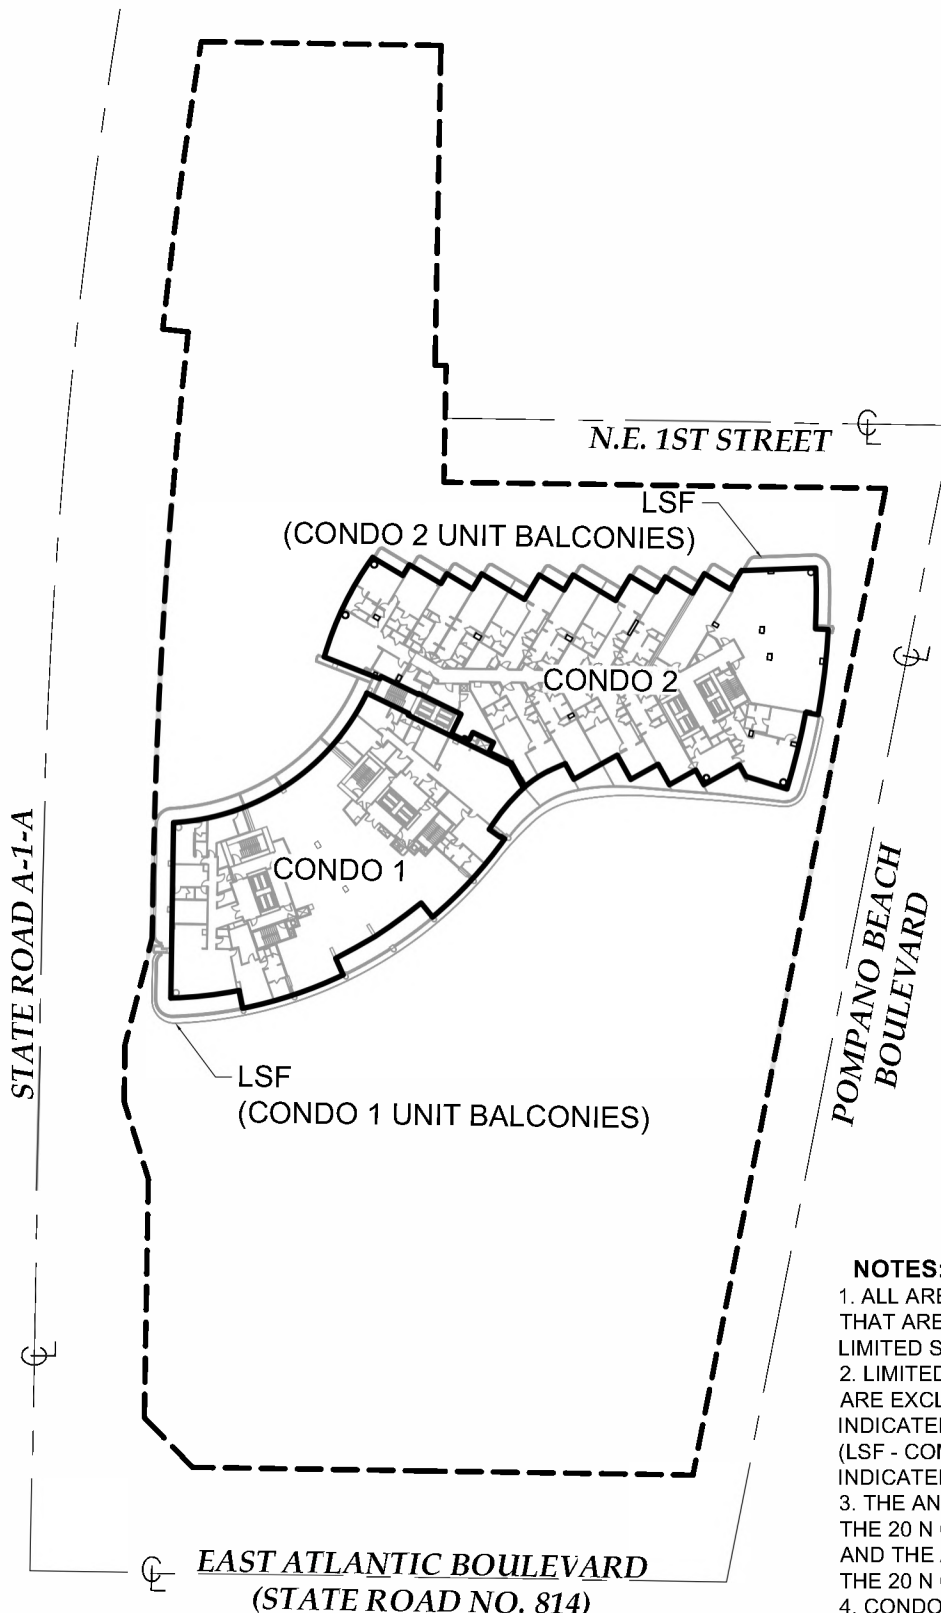 N.E. 1ST STREET
LSF
(CONDO 2 UNIT BALCONIES)
CONDO 2
CONDO 1
STATE ROAD A-1-A
POMPANO BEACH
BOULEVARD
LSF
(CONDO 1 UNIT BALCONIES)
NOTES:
1. ALL ARE
THAT ARE
LIMITED S
2. LIMITED
ARE EXCL
INDICATE
(LSF - CON
INDICATE
3. THE AN
THE 20 N
AND THE
THE 20 N
4. CONDO
EAST ATLANTIC BOULEVARD
(STATE ROAD NO. 814)